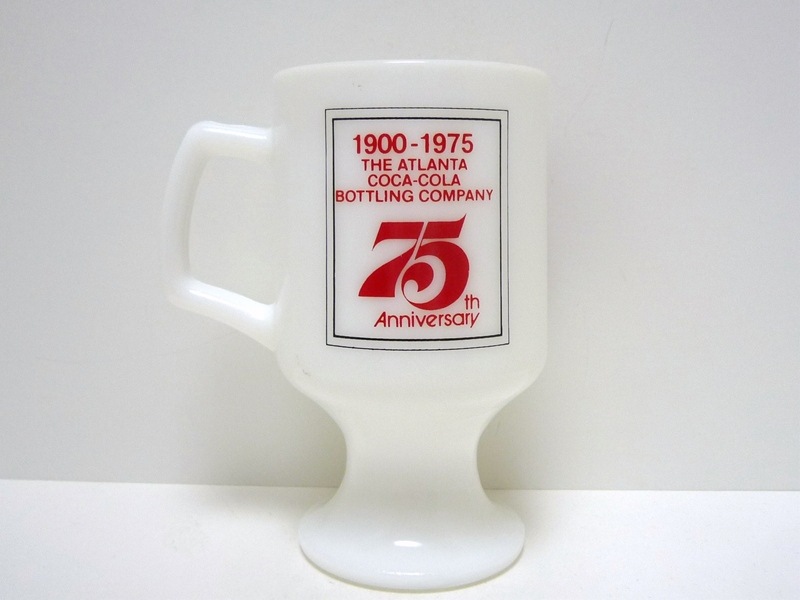 1900-1975
THE ATLANTA
COCA-COLA
BOTTLING COMPANY
75th
Anniversary